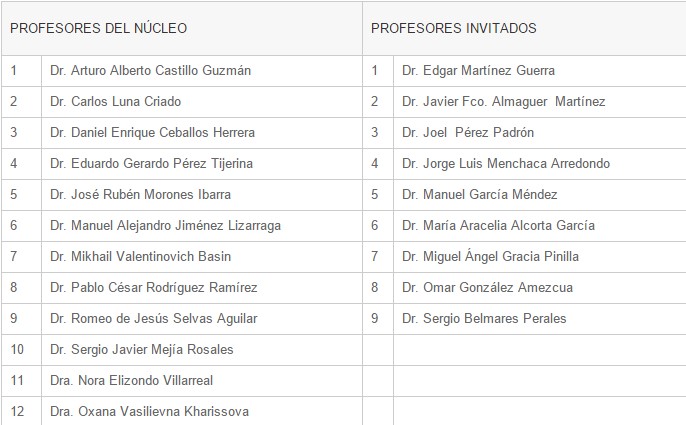 PROFESORES DEL NÚCLEO PROFESORES INVITADOS
1 Dr. Arturo Alberto Castillo Guzmán 1 Dr. Edgar Martínez Guerra
2 Dr. Carlos Luna Criado 2 Dr. Javier Fco. Almaguer Martínez
3 Dr. Daniel Enrique Ceballos Herrera 3 Dr. Joel Pérez Padrón
4 Dr. Eduardo Gerardo Pérez Tijerina 4 Dr. Jorge Luis Menchaca Arredondo
5 Dr. José Rubén Morones Ibarra 5 Dr. Manuel García Méndez
6 Dr. Manuel Alejandro Jiménez Lizarraga 6 Dr. María Aracelia Alcorta García
7 Dr. Mikhail Valentinovich Basin 7 Dr. Miguel Ángel Gracia Pinilla
8 Dr. Pablo César Rodríguez Ramírez 8 Dr. Omar González Amezcua
9 Dr. Romeo de Jesús Selvas Aguilar 9 Dr. Sergio Belmares Perales
10 Dr. Sergio Javier Mejía Rosales
11 Dra. Nora Elizondo Villarreal
12 Dra. Oxana Vasilievna Kharissova